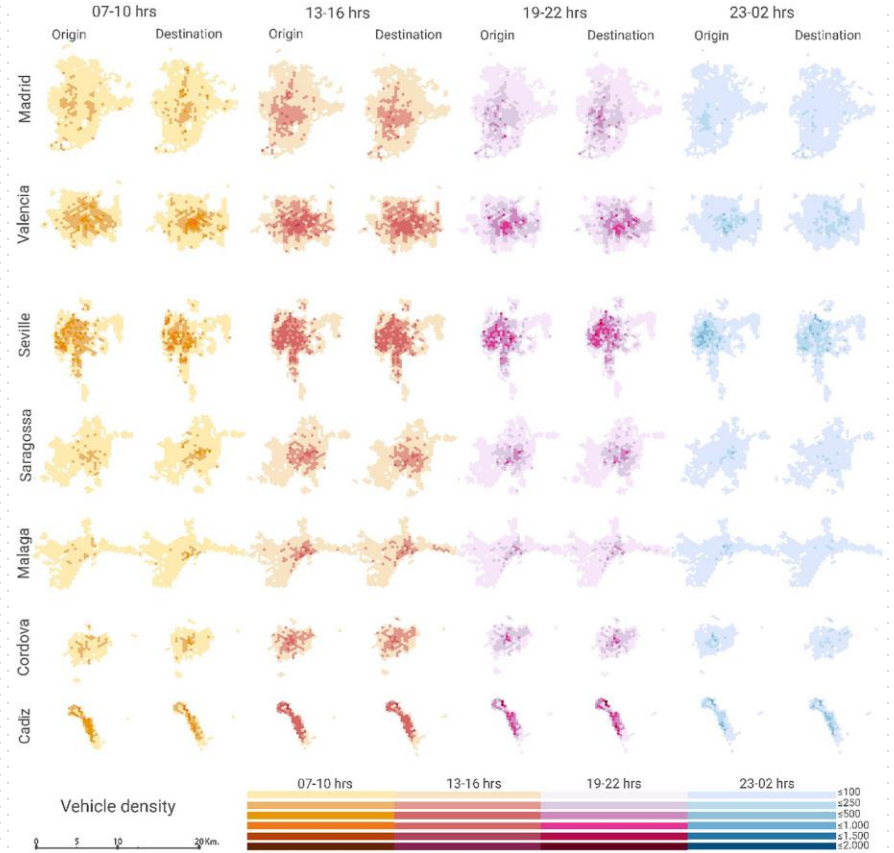 07-10 hrs 13-16 hrs 19-22 hrs 23-02 hrs
Origin Destination Origin Destination Origin Destination Origin Destination
Madrid
Valencia
Seville
Saragossa
Malaga
Cordova
Cadiz
07-10 hrs 13-16 hrs 19-22 hrs 23-02 hrs
Vehicle density
≤100
≤250
≤500
≤1.000
≤1.500
≤2.000
0 5 10 20 Km.